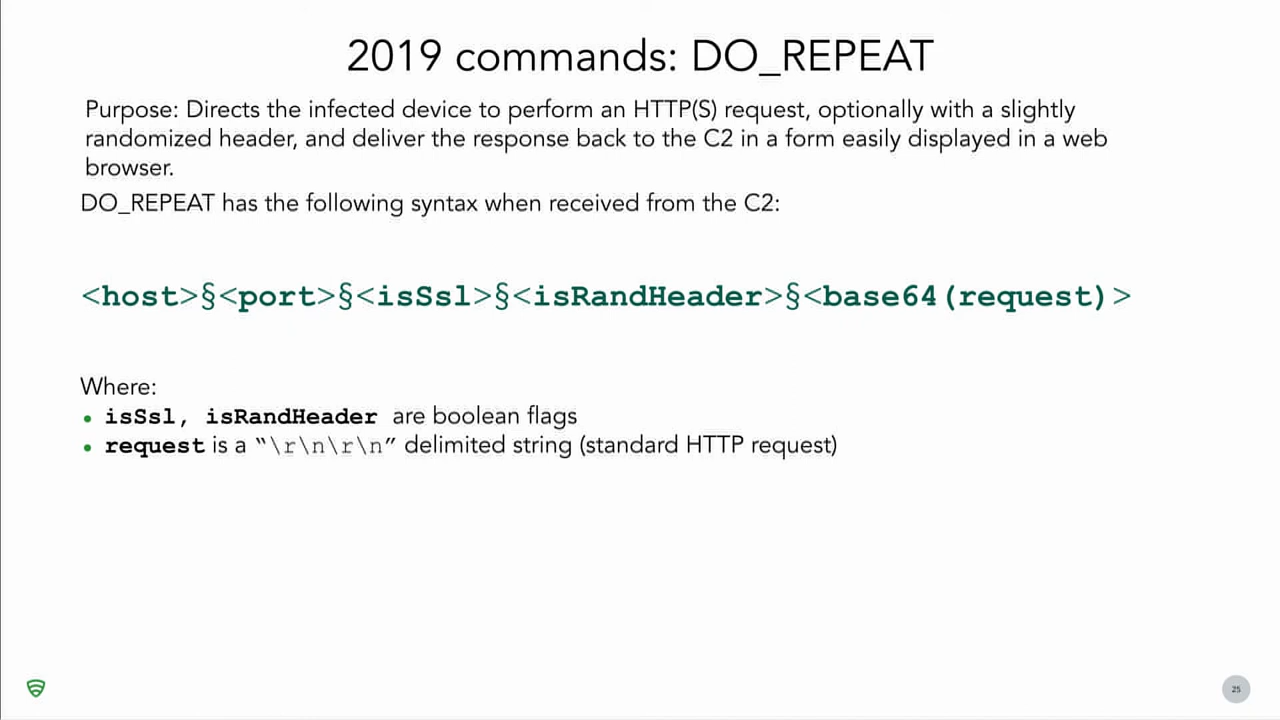 2019 commands: DO_REPEAT
Purpose: Directs the infected device to perform an HTTP(S) request, optionally with a slightly
randomized header, and deliver the response back to the C2 in a form easily displayed in a web
browser.
DO_REPEAT has the following syntax when received from the C2:
<host>§<port>§<isSsl>§<isRandHeader>§<base64(request)>
Where:
• isSsl, isRandHeader are boolean flags
• request is a “\r\n\r\n” delimited string (standard HTTP request)
25